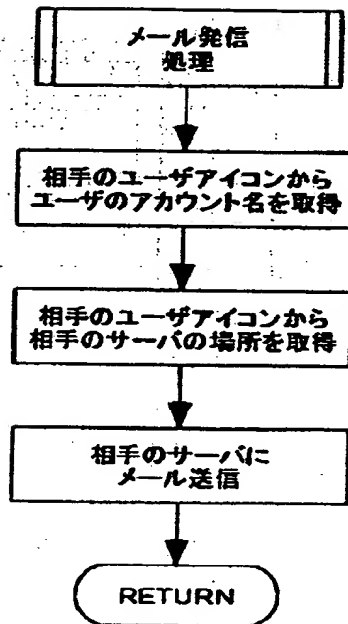 メール発信
処理
相手のユーザアイコンから
ユーザのアカウント名を取得
相手のユーザアイコンから
相手のサーバの場所を取得
相手のサーバに
メール送信
RETURN